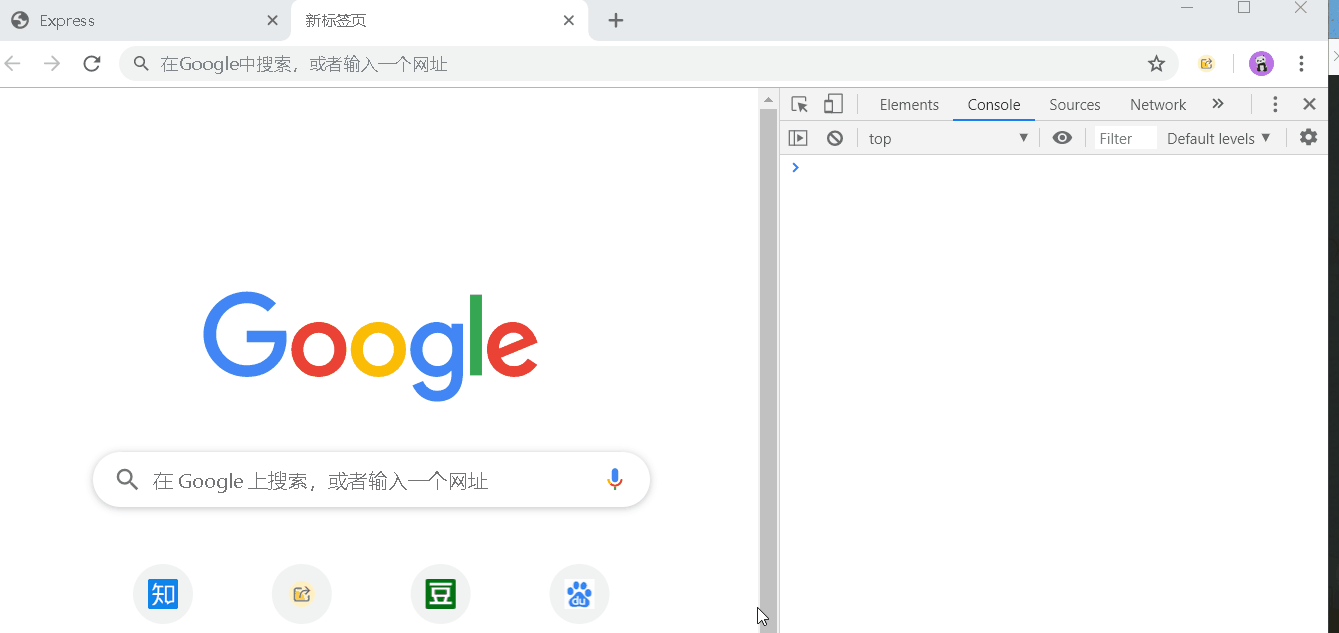 Express
新标签页
在Google中搜索，或者输入一个网址
Elements Console Sources Network
top Filter Default levels
Google
在 Google 上搜索，或者输入一个网址
知 豆 du